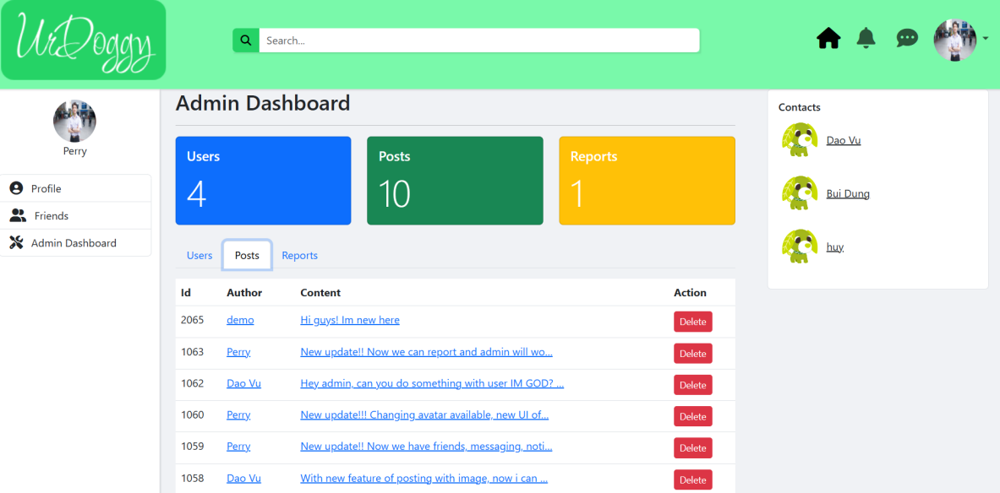 UrDoggy
Search...
Perry
Profile
Friends
Admin Dashboard
Admin Dashboard
Users
4
Posts
10
Reports
1
Users Posts Reports
Id Author Content Action
2065 demo Hi guys! Im new here Delete
1063 Perry New update!! Now we can report and admin will wo... Delete
1062 Dao Vu Hey admin, can you do something with user IM GOD? ... Delete
1060 Perry New update!!! Changing avatar available, new UI of... Delete
1059 Perry New update!! Now we have friends, messaging, noti... Delete
1058 Dao Vu With new feature of posting with image, now i can ... Delete
Contacts
Dao Vu
Bui Dung
huy